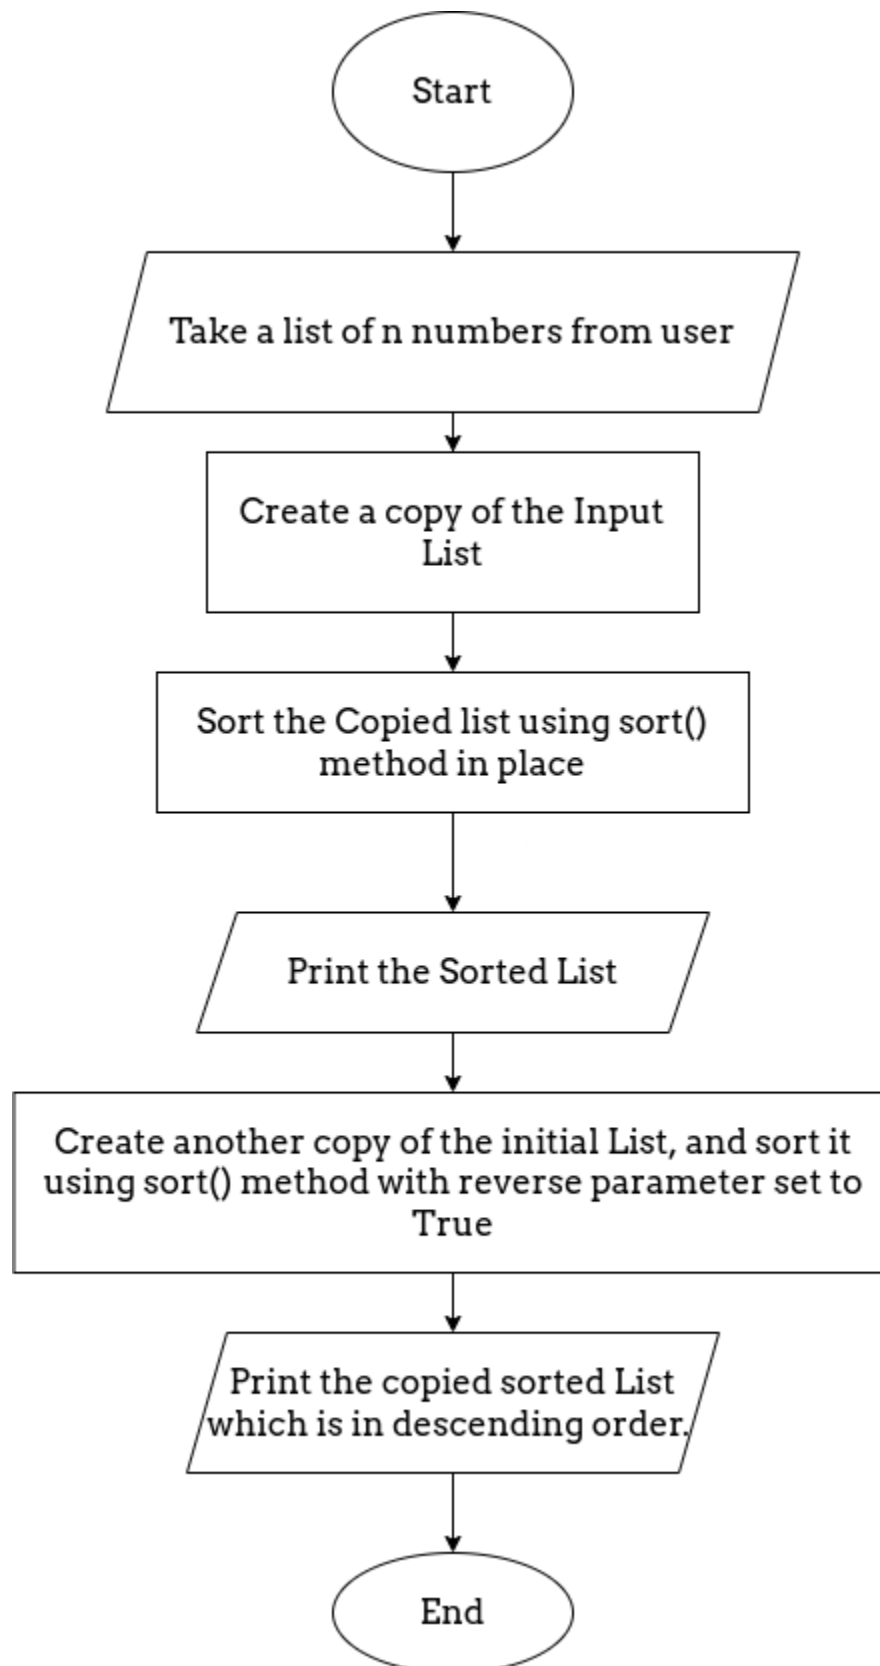 Start
Take a list of n numbers from user
Create a copy of the Input
List
Sort the Copied list using sort()
method in place
Print the Sorted List
Create another copy of the initial List, and sort it
using sort() method with reverse parameter set to
True
Print the copied sorted List
which is in descending order.
End